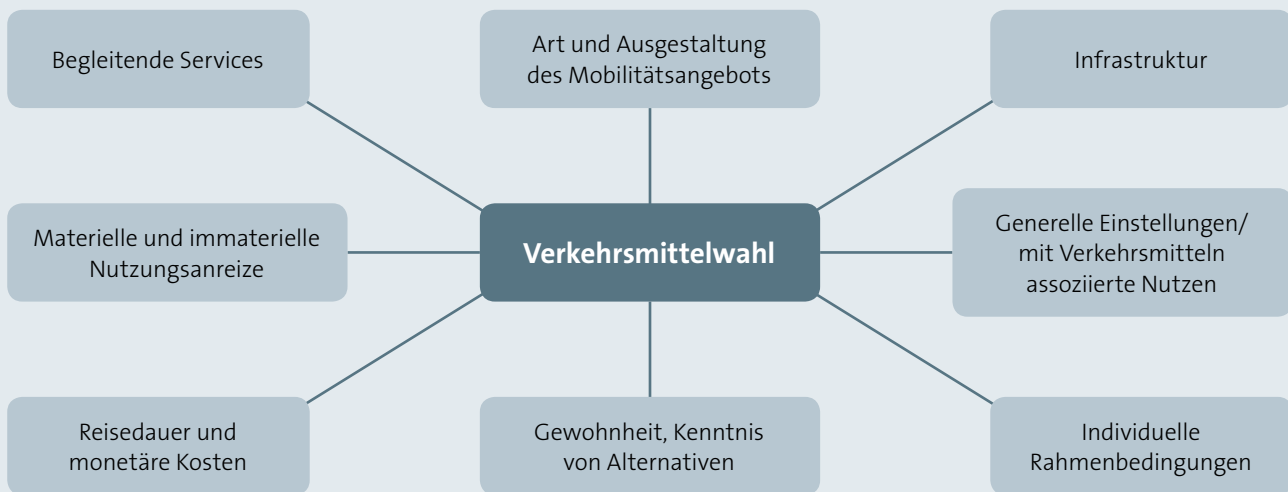 Begleitende Services
Art und Ausgestaltung
des Mobilitätsangebots
Infrastruktur
Materielle und immaterielle
Nutzungsanreize
Verkehrsmittelwahl
Generelle Einstellungen/
mit Verkehrsmitteln
assoziierte Nutzen
Reisedauer und
monetäre Kosten
Gewohnheit, Kenntnis
von Alternativen
Individuelle
Rahmenbedingungen